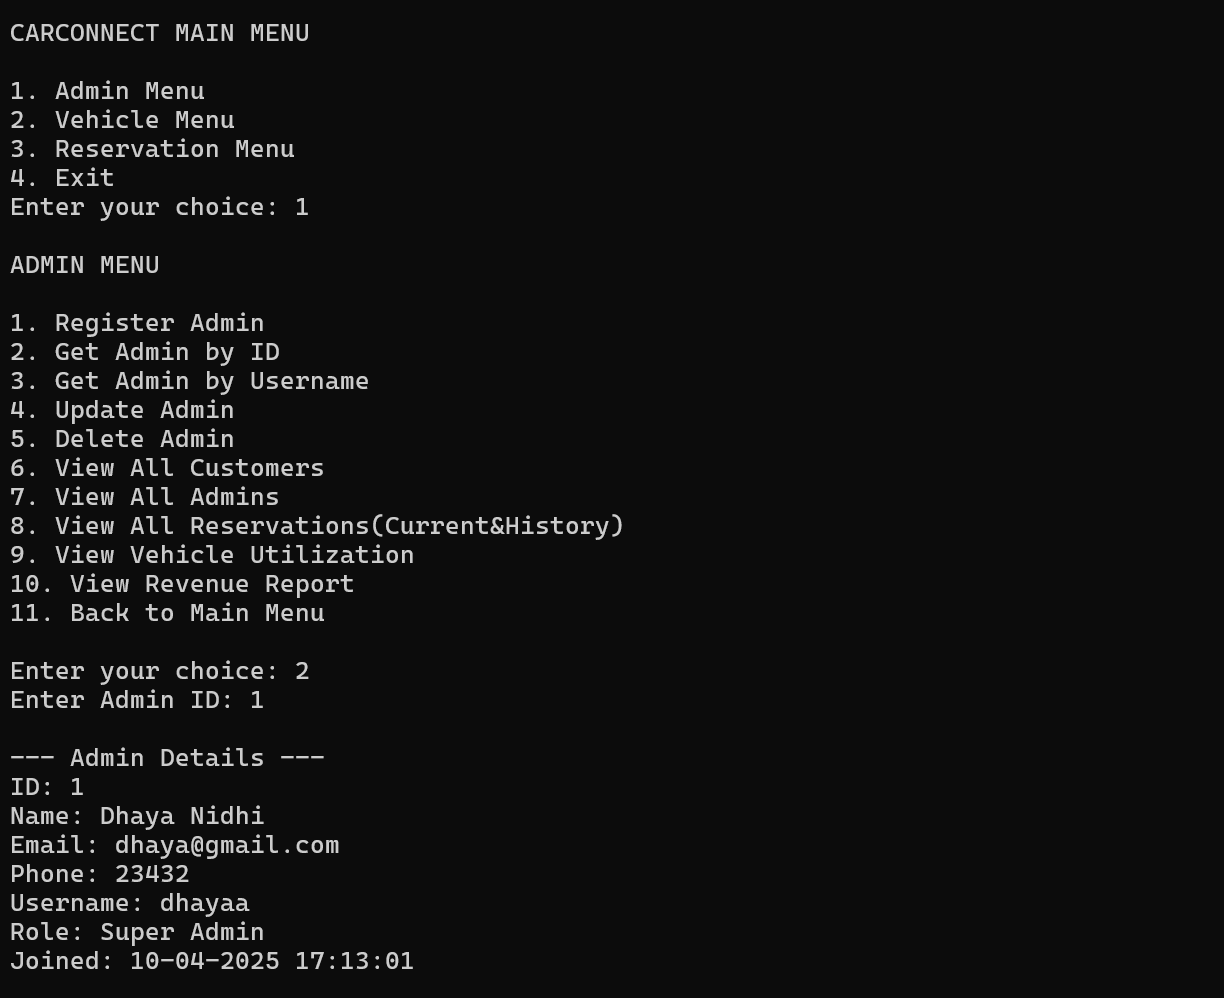 CARCONNECT MAIN MENU
1. Admin Menu
2. Vehicle Menu
3. Reservation Menu
4. Exit
Enter your choice: 1
ADMIN MENU
1. Register Admin
2. Get Admin by ID
3. Get Admin by Username
4. Update Admin
5. Delete Admin
6. View All Customers
7. View All Admins
8. View All Reservations(Current&History)
9. View Vehicle Utilization
10. View Revenue Report
11. Back to Main Menu
Enter your choice: 2
Enter Admin ID: 1
--- Admin Details ---
ID: 1
Name: Dhaya Nidhi
Email: dhaya@gmail.com
Phone: 23432
Username: dhayaa
Role: Super Admin
Joined: 10-04-2025 17:13:01